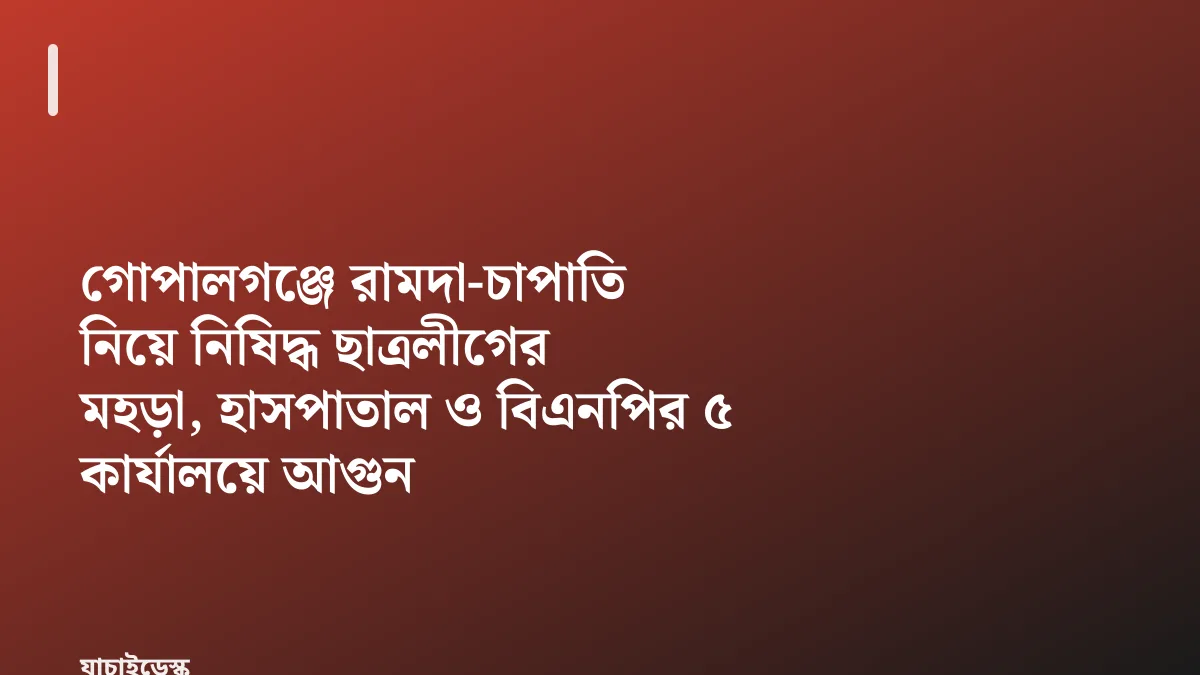 গোপালগঞ্জে রামদা-চাপাতি
নিয়ে নিষিদ্ধ ছাত্রলীগের
মহড়া, হাসপাতাল ও বিএনপির ৫
কার্যালয়ে আগুন
যাচাইডেস্ক